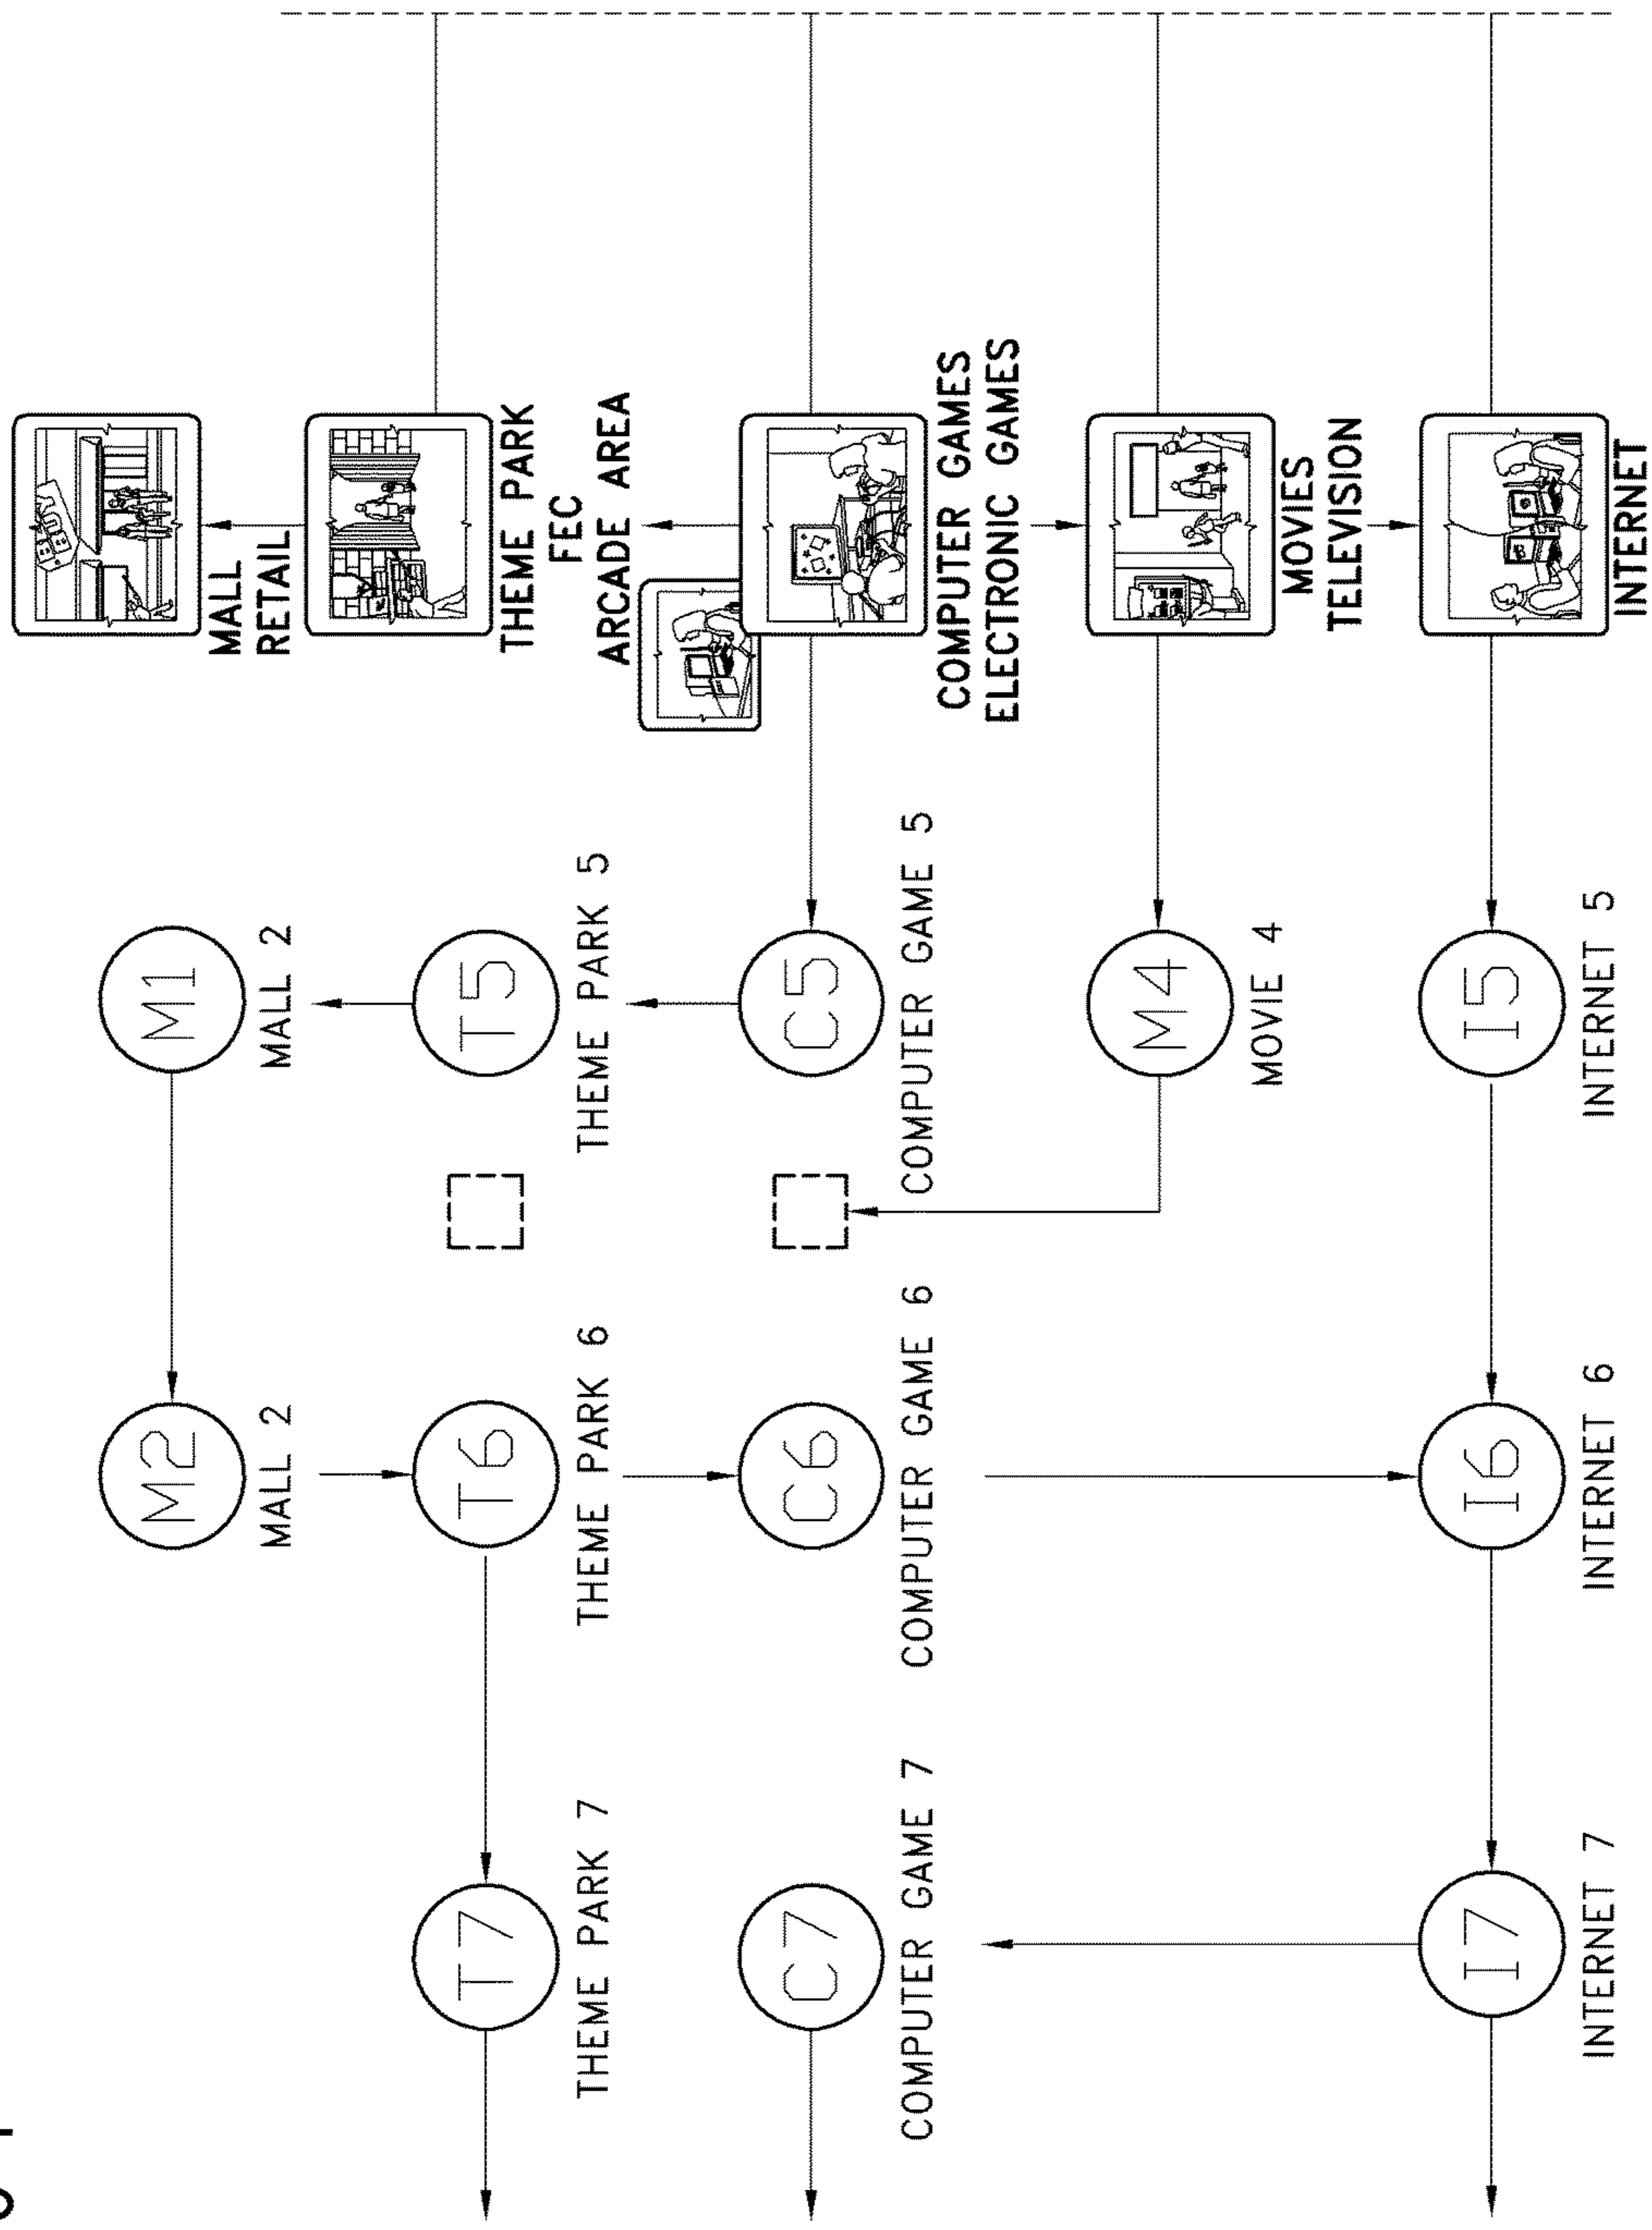 M2
M1
MALL 2
MALL 2
MALL
RETAIL
T7
T6
T5
THEME PARK 7
THEME PARK 6
THEME PARK 5
THEME PARK
FEC
ARCADE AREA
C7
C6
C5
COMPUTER GAME 7
COMPUTER GAME 6
COMPUTER GAME 5
COMPUTER GAMES
ELECTRONIC GAMES
M4
MOVIE 4
MOVIES
TELEVISION
I7
I6
I5
INTERNET 7
INTERNET 6
INTERNET 5
INTERNET